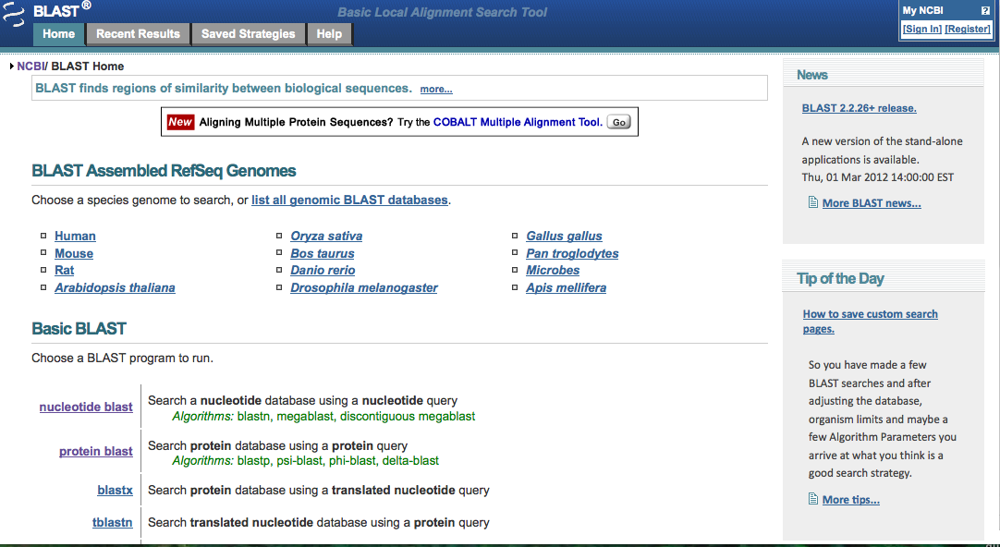 BLAST®
Basic Local Alignment Search Tool
My NCBI ?
[Sign In] [Register]
Home Recent Results Saved Strategies Help
NCBI/ BLAST Home
BLAST finds regions of similarity between biological sequences. more...
New Aligning Multiple Protein Sequences? Try the COBALT Multiple Alignment Tool. Go
BLAST Assembled RefSeq Genomes
Choose a species genome to search, or list all genomic BLAST databases.
Human
Mouse
Rat
Arabidopsis thaliana
Oryza sativa
Bos taurus
Danio rerio
Drosophila melanogaster
Gallus gallus
Pan troglodytes
Microbes
Apis mellifera
Basic BLAST
Choose a BLAST program to run.
nucleotide blast
Search a nucleotide database using a nucleotide query
Algorithms: blastn, megablast, discontiguous megablast
protein blast
Search protein database using a protein query
Algorithms: blastp, psi-blast, phi-blast, delta-blast
blastx
Search protein database using a translated nucleotide query
tblastn
Search translated nucleotide database using a protein query
News
BLAST 2.2.26+ release.
A new version of the stand-alone
applications is available.
Thu, 01 Mar 2012 14:00:00 EST
More BLAST news...
Tip of the Day
How to save custom search
pages.
So you have made a few
BLAST searches and after
adjusting the database,
organism limits and maybe a
few Algorithm Parameters you
arrive at what you think is a
good search strategy.
More tips...